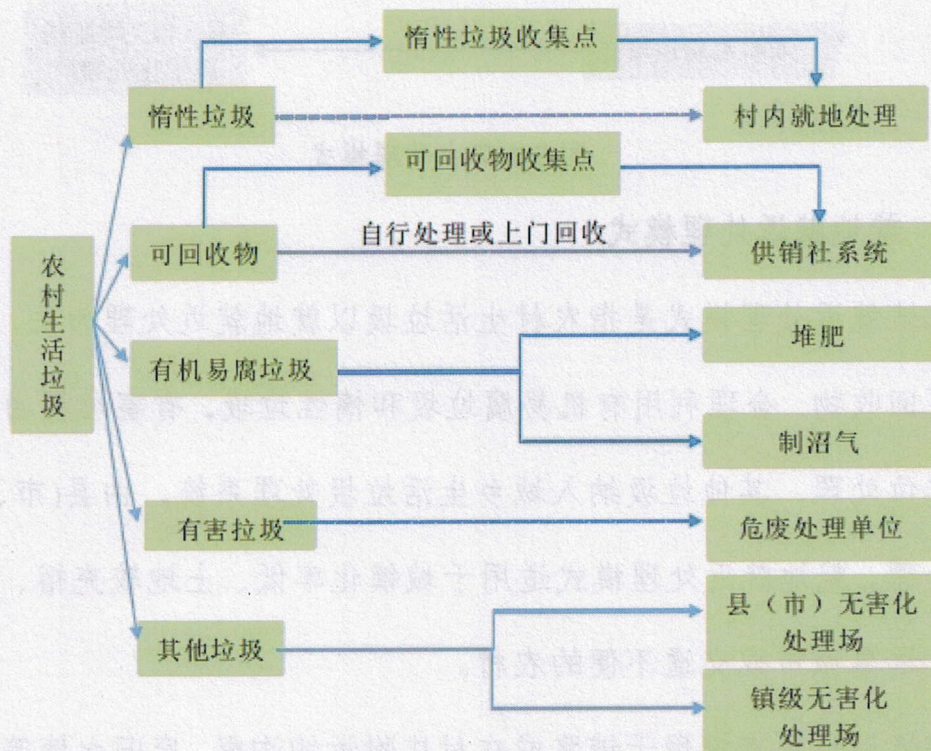 惰性垃圾收集点
惰性垃圾
村内就地处理
可回收物收集点
可回收物
自行处理或上门回收
供销社系统
农村生活垃圾
有机易腐垃圾
堆肥
制沼气
有害拉圾
危废处理单位
其他垃圾
县（市）无害化
处理场
镇级无害化
处理场